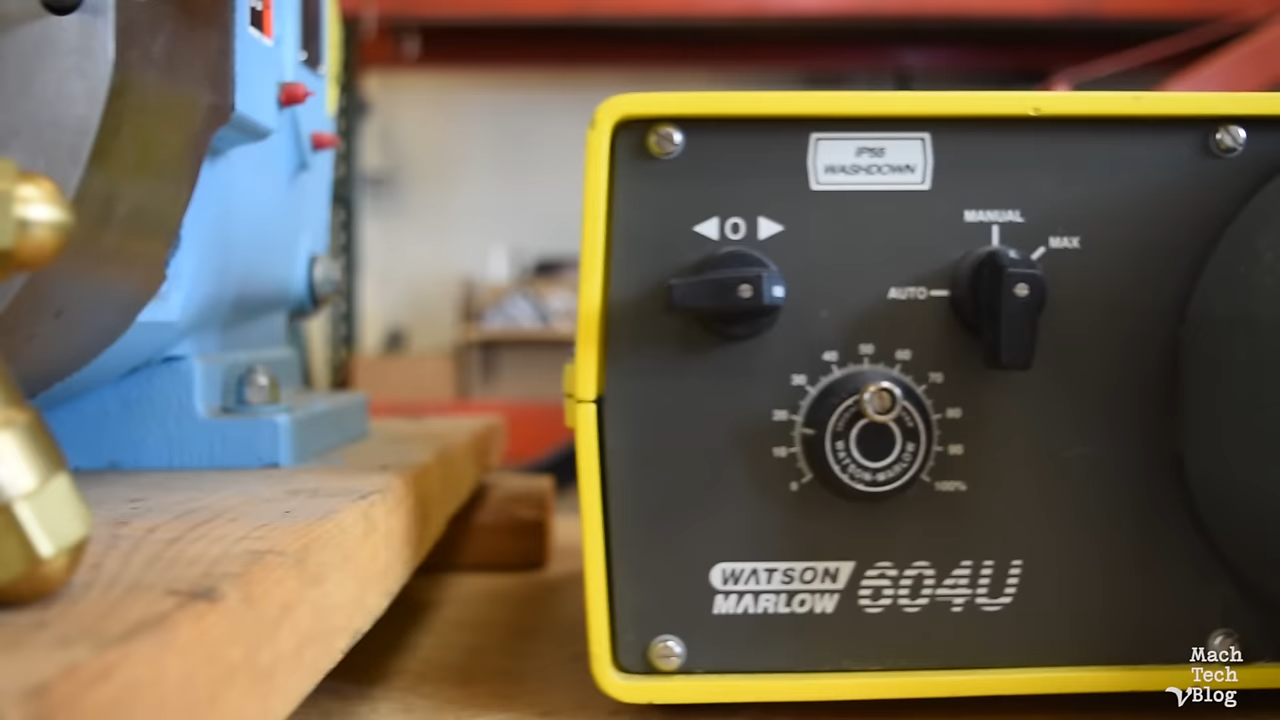 IP55
WASHDOWN
◀ O ▶
MANUAL
MAX
AUTO
40 50 60
30 70
20 80
10 90
0 100%
WATSON-MARLOW
WATSON
MARLOW 604U
Mach
Tech
Blog